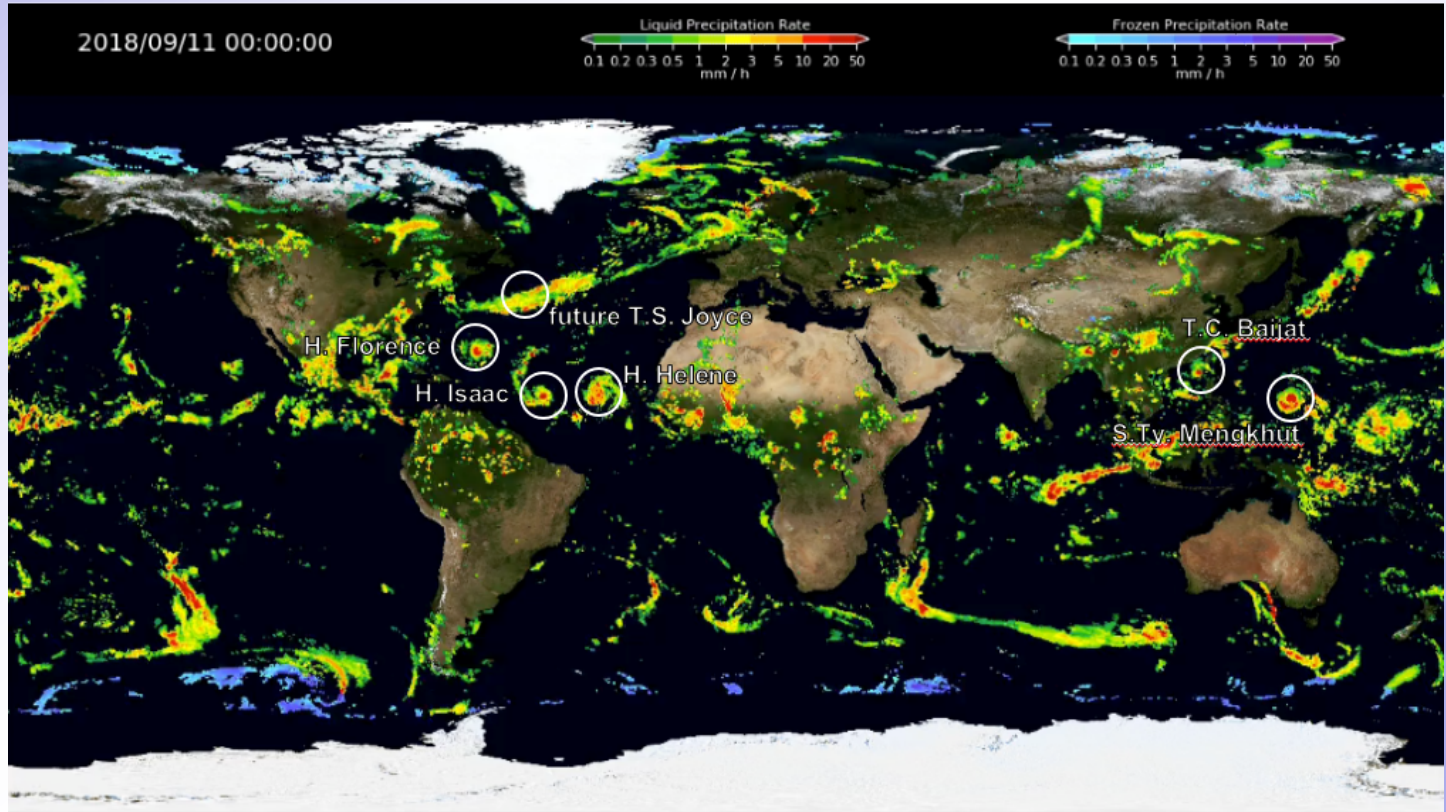 2018/09/11 00:00:00
Liquid Precipitation Rate
0.1 0.2 0.3 0.5 1 2 3 5 10 20 50
mm / h
Frozen Precipitation Rate
0.1 0.2 0.3 0.5 1 2 3 5 10 20 50
mm / h
future T.S. Joyce
T.C. Baijat
H. Florence
H. Helene
H. Isaac
S.Ty. Mengkhut